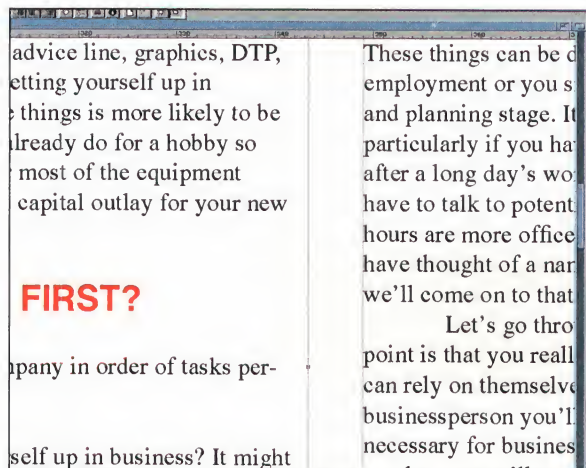 advice line, graphics, DTP,
etting yourself up in
things is more likely to be
lready do for a hobby so
most of the equipment
capital outlay for your new
FIRST?
pany in order of tasks per-
self up in business? It might
These things can be d
employment or you s
and planning stage. It
particularly if you ha
after a long day's wo
have to talk to potent
hours are more office
have thought of a nam
we'll come on to that
Let's go thro
point is that you reall
can rely on themselve
businessperson you'll
necessary for busines